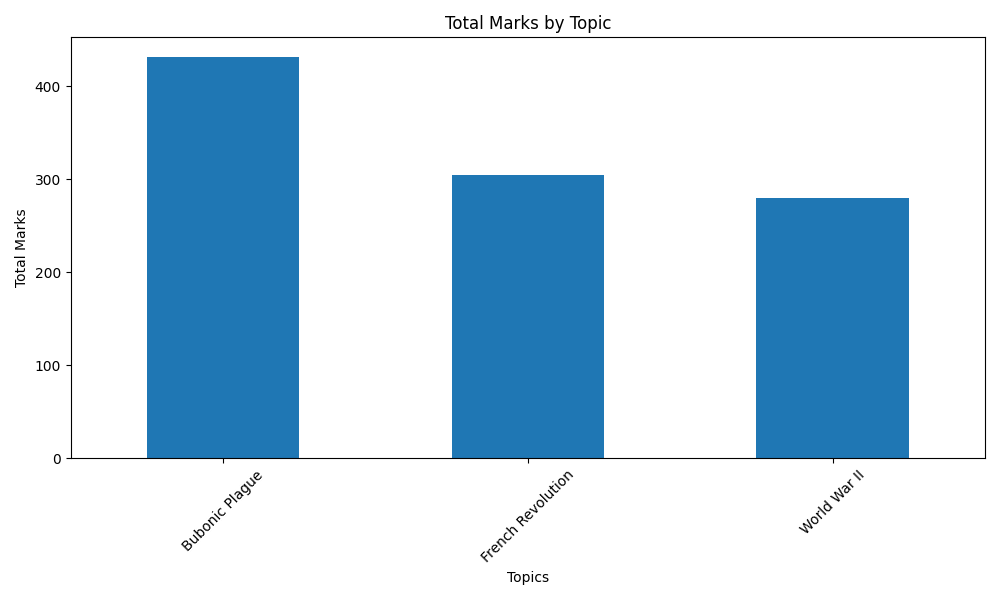 Total Marks by Topic
Total Marks
400
300
200
100
0
Bubonic Plague
French Revolution
World War II
Topics